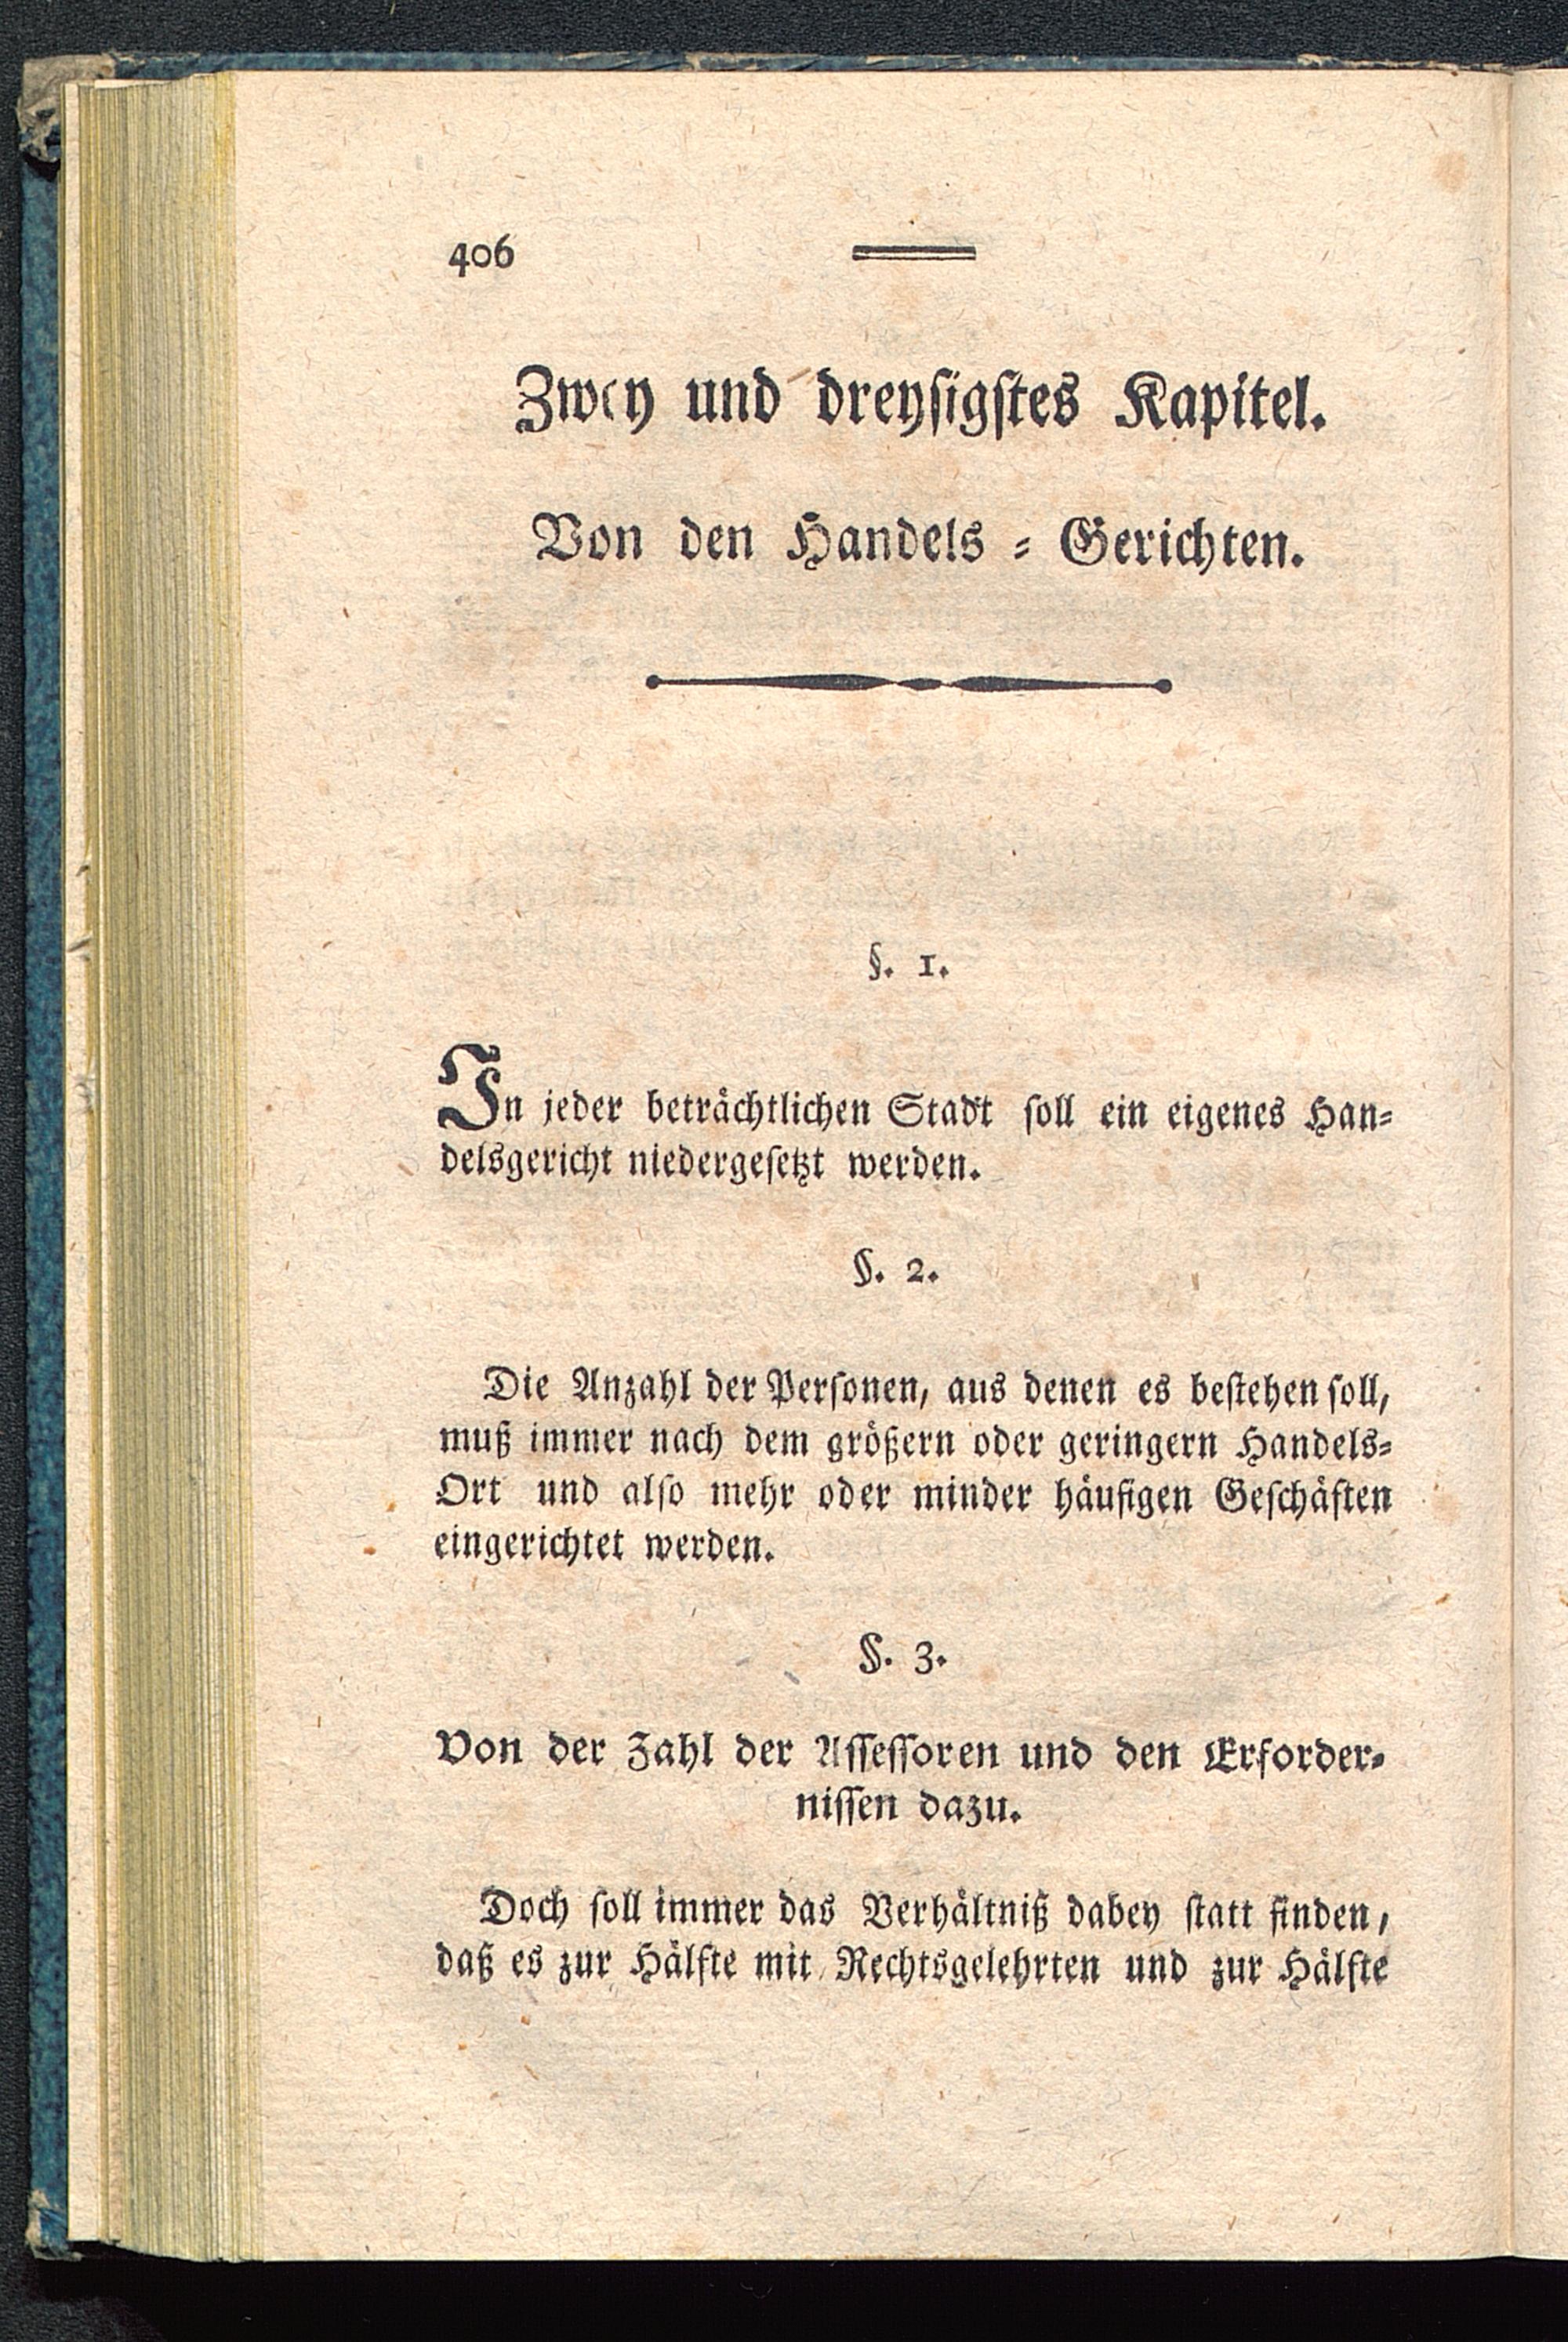 406
Zwey und dreysigstes Kapitel.
Von den Handels = Gerichten.
§. 1.
In jeder beträchtlichen Stadt soll ein eigenes Han=
delsgericht niedergesetzt werden.
§. 2.
Die Anzahl der Personen, aus denen es bestehen soll,
muß immer nach dem größern oder geringern Handels=
Ort und also mehr oder minder häufigen Geschäften
eingerichtet werden.
§. 3.
Von der Zahl der Assessoren und den Erforder=
nissen dazu.
Doch soll immer das Verhältniß dabey statt finden,
daß es zur Hälfte mit Rechtsgelehrten und zur Hälfte